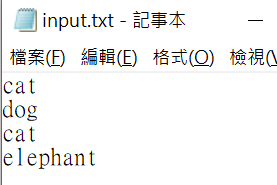 input.txt - 記事本
檔案(F) 編輯(E) 格式(O) 檢視(V
cat
dog
cat
elephant